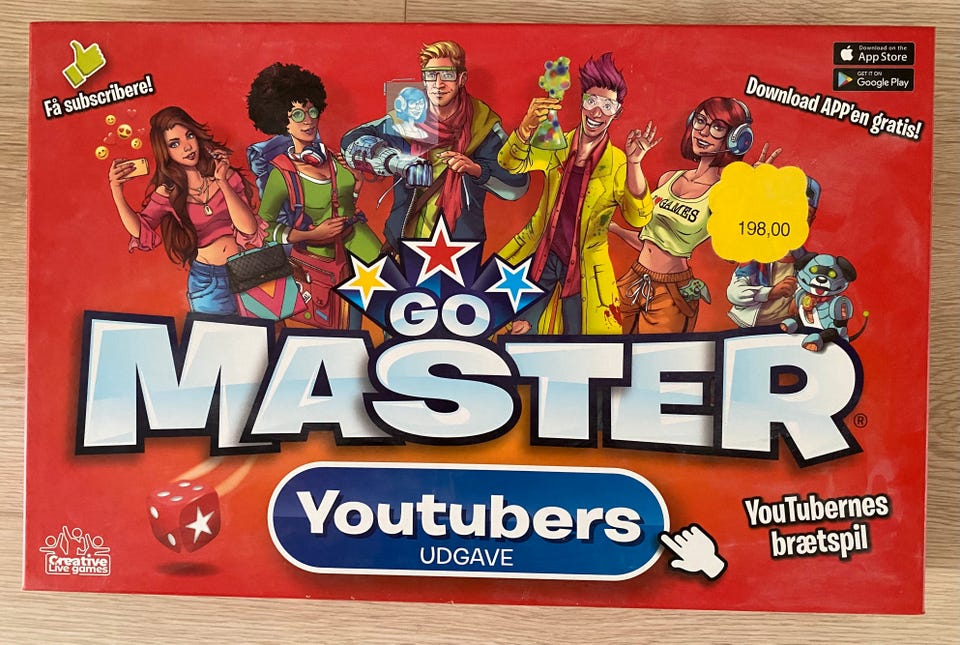 Få subscribere!
Download on the
App Store
GET IT ON
Google Play
Download APP'en gratis!
GAMES
198,00
GO
MASTER
®
Youtubers
UDGAVE
YouTubernes
brætspil
Creative
Live games